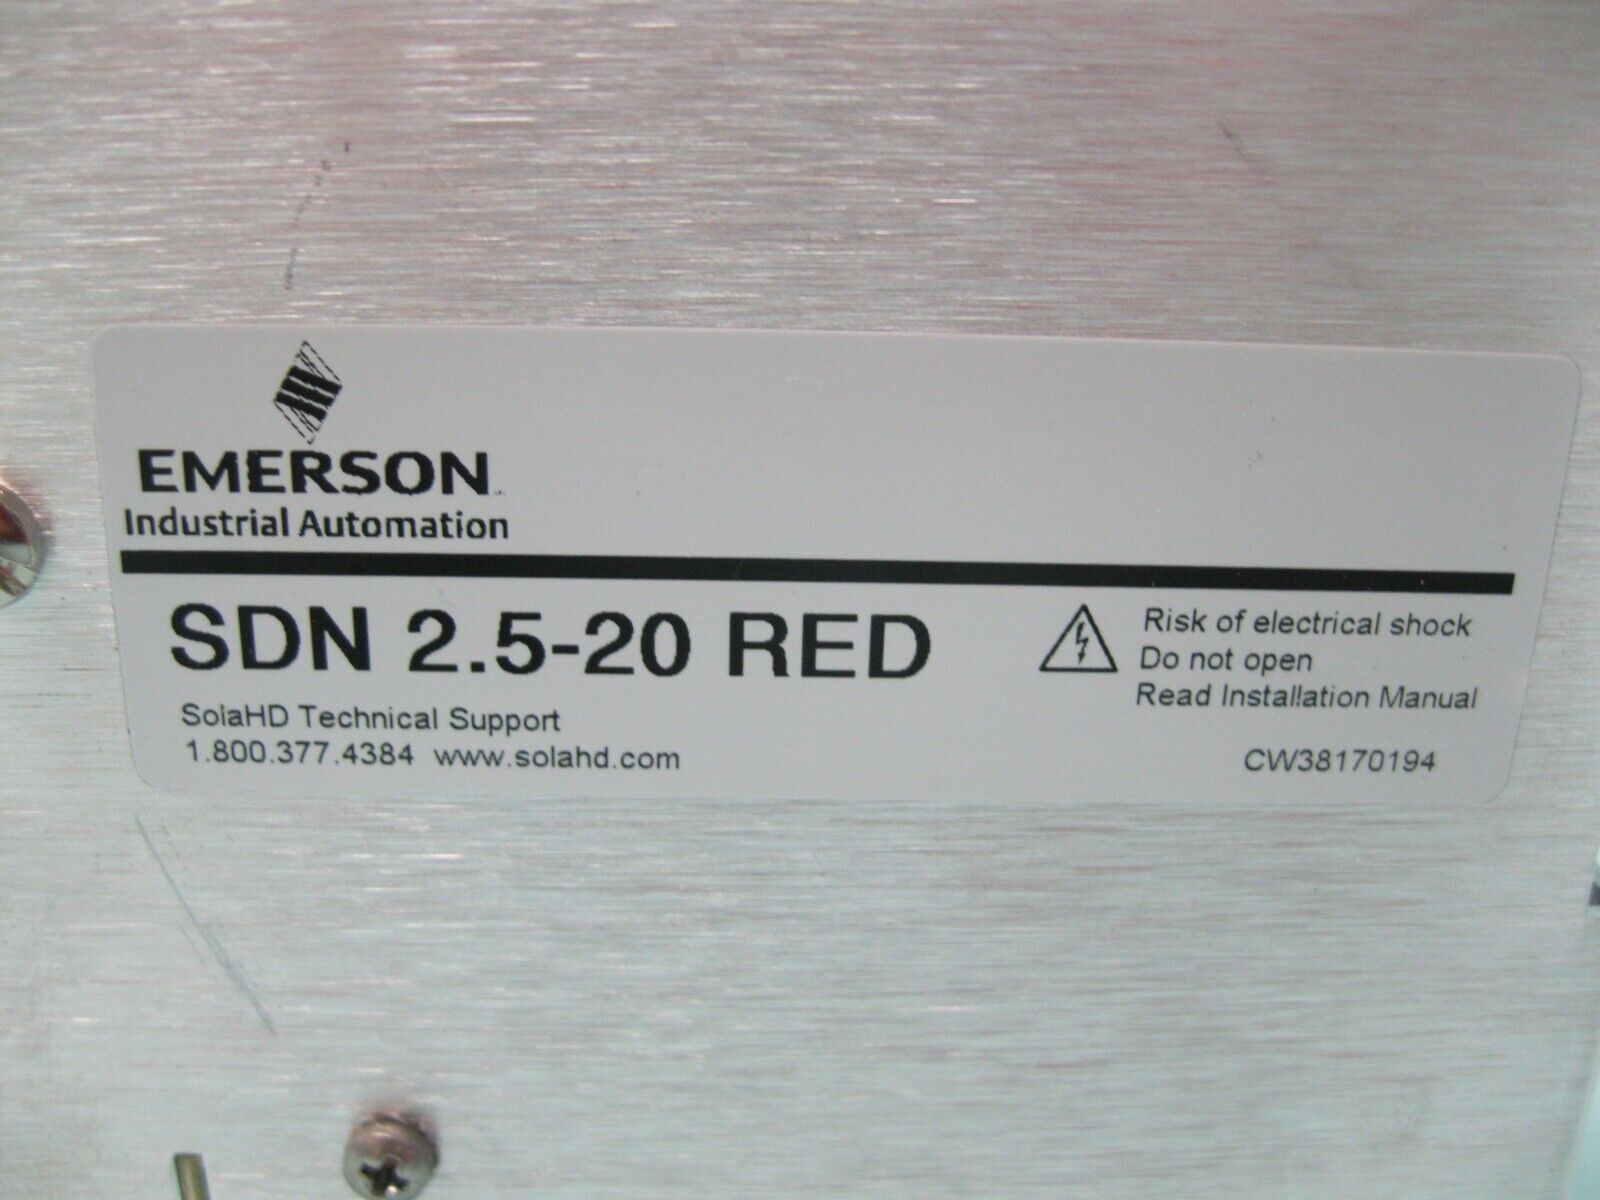 EMERSON
Industrial Automation
SDN 2.5-20 RED
SolaHD Technical Support
1.800.377.4384 www.solahd.com
Risk of electrical shock
Do not open
Read Installation Manual
CW38170194